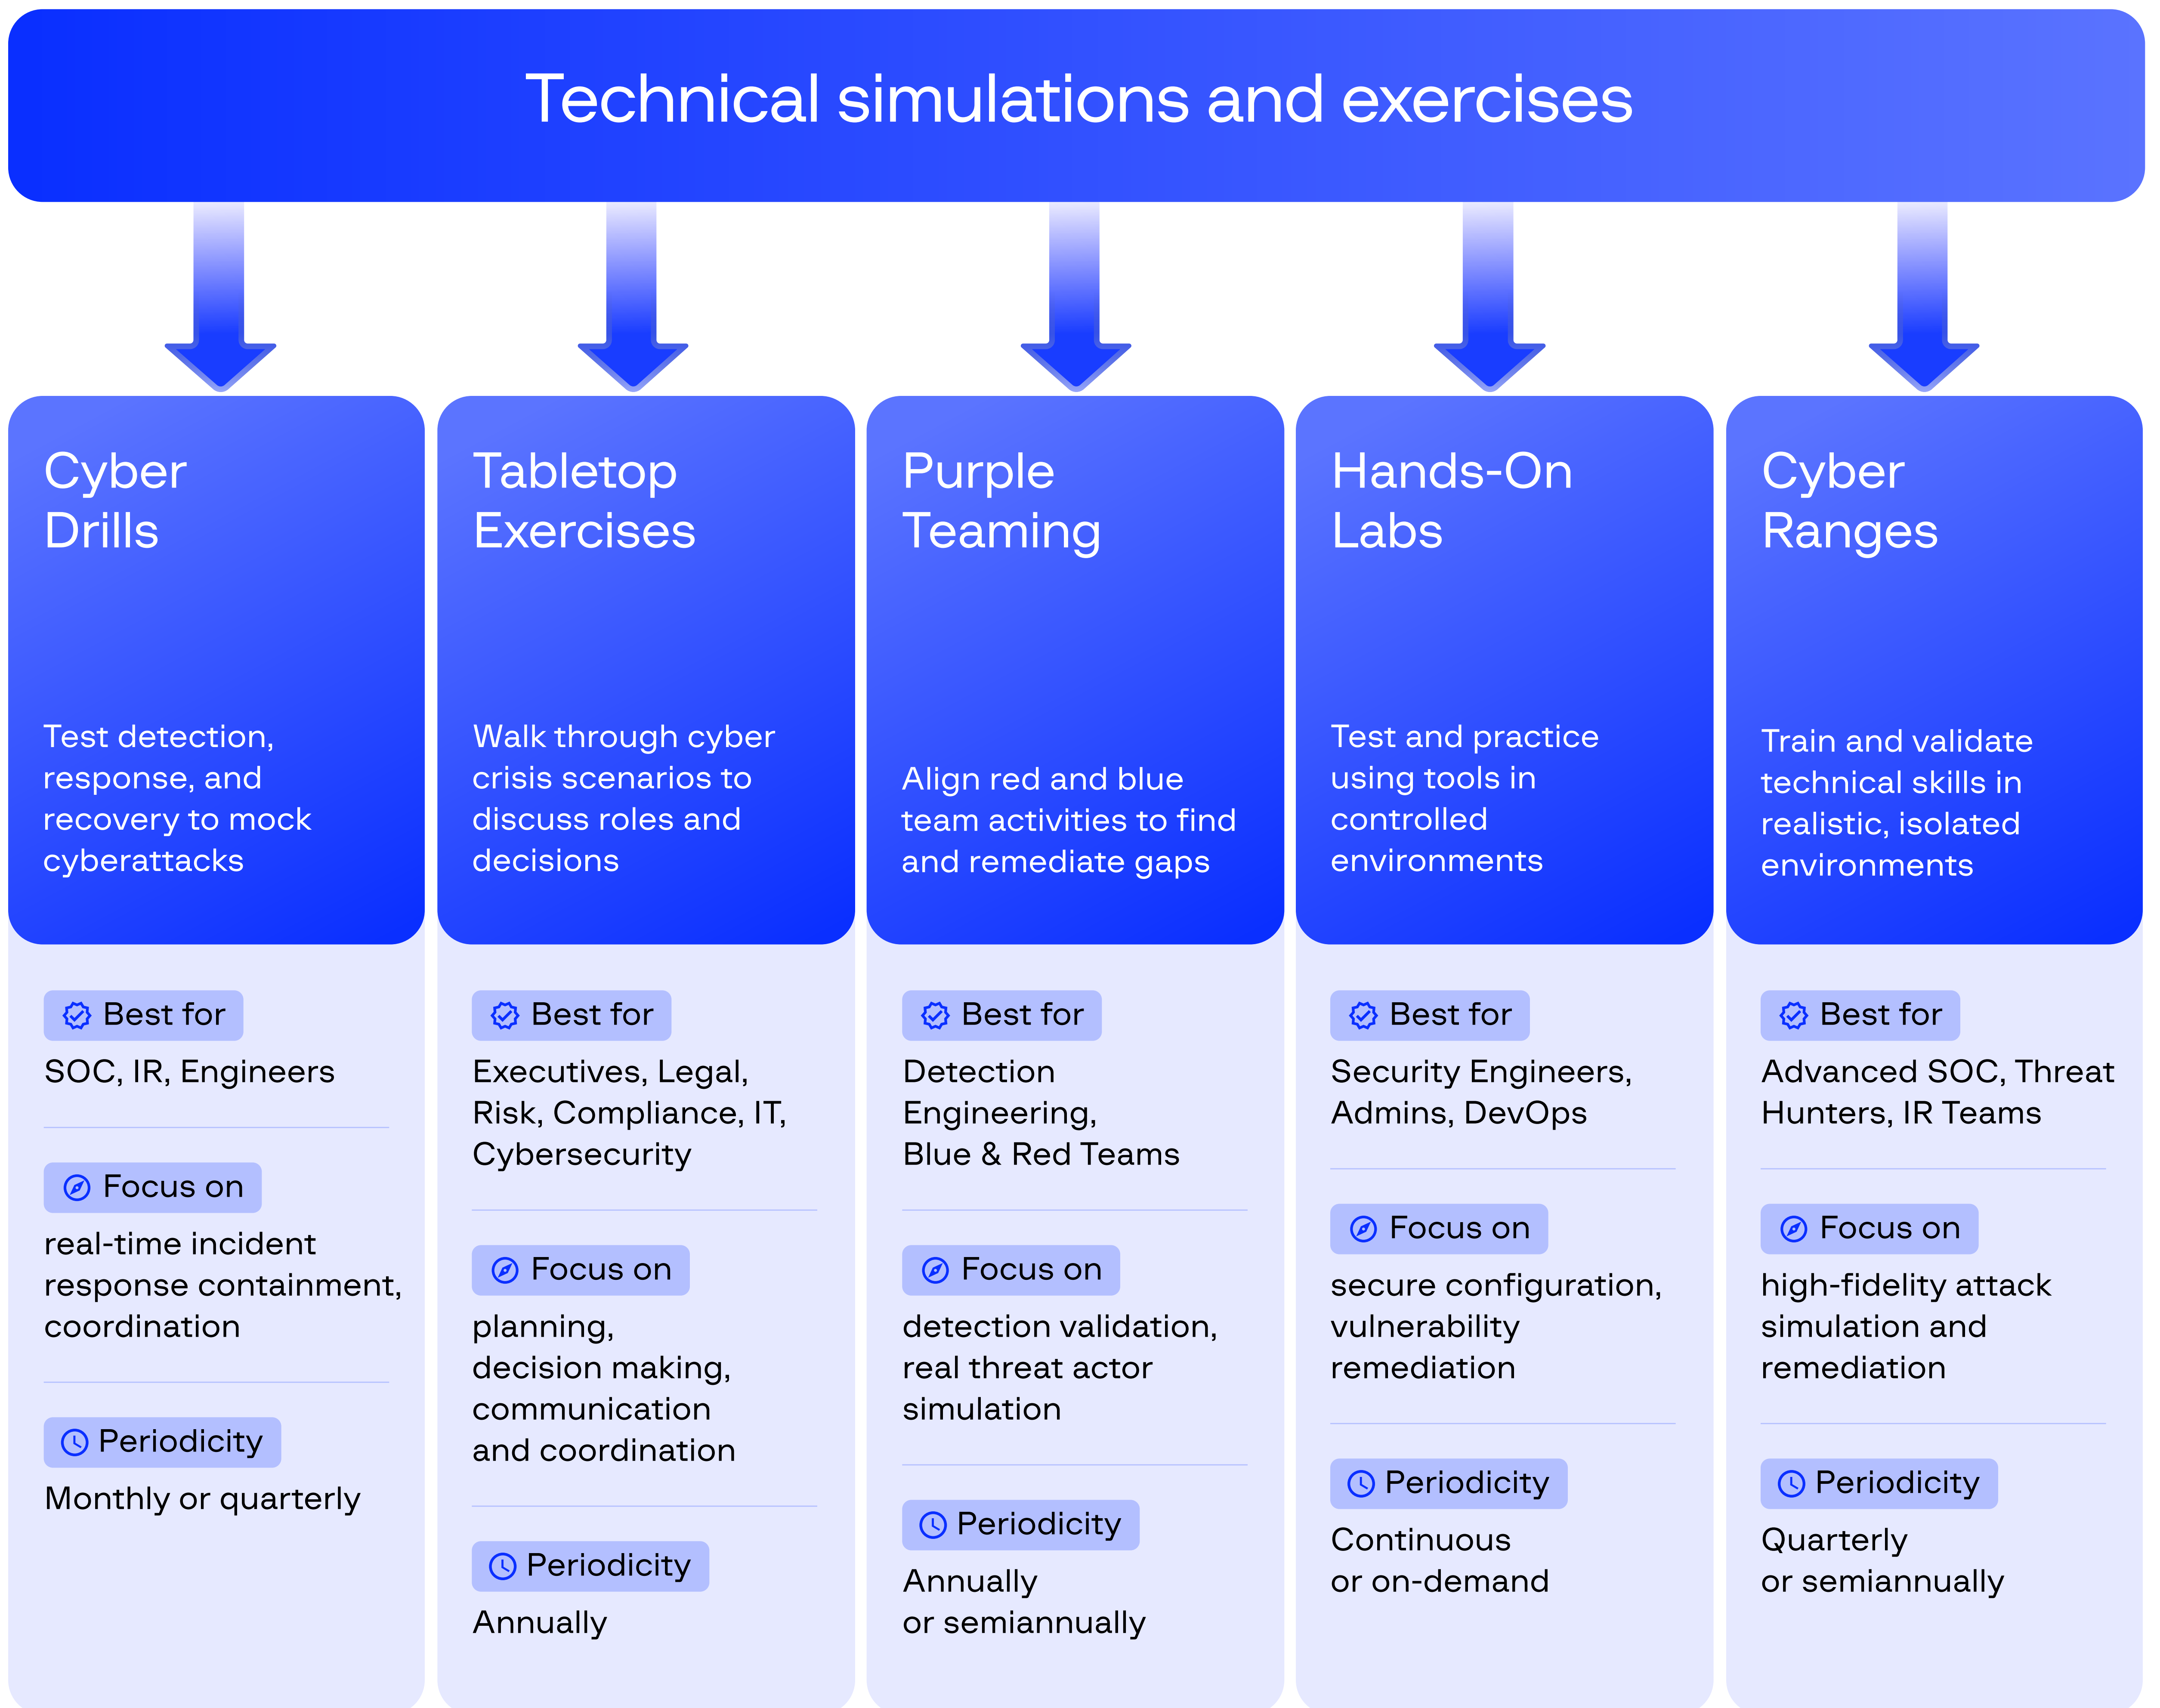 Technical simulations and exercises
Cyber
Drills
Test detection,
response, and
recovery to mock
cyberattacks
Best for
SOC, IR, Engineers
Focus on
real-time incident
response containment,
coordination
Periodicity
Monthly or quarterly
Tabletop
Exercises
Walk through cyber
crisis scenarios to
discuss roles and
decisions
Best for
Executives, Legal,
Risk, Compliance, IT,
Cybersecurity
Focus on
planning,
decision making,
communication
and coordination
Periodicity
Annually
Purple
Teaming
Align red and blue
team activities to find
and remediate gaps
Best for
Detection
Engineering,
Blue & Red Teams
Focus on
detection validation,
real threat actor
simulation
Periodicity
Annually
or semiannually
Hands-On
Labs
Test and practice
using tools in
controlled
environments
Best for
Security Engineers,
Admins, DevOps
Focus on
secure configuration,
vulnerability
remediation
Periodicity
Continuous
or on-demand
Cyber
Ranges
Train and validate
technical skills in
realistic, isolated
environments
Best for
Advanced SOC, Threat
Hunters, IR Teams
Focus on
high-fidelity attack
simulation and
remediation
Periodicity
Quarterly
or semiannually